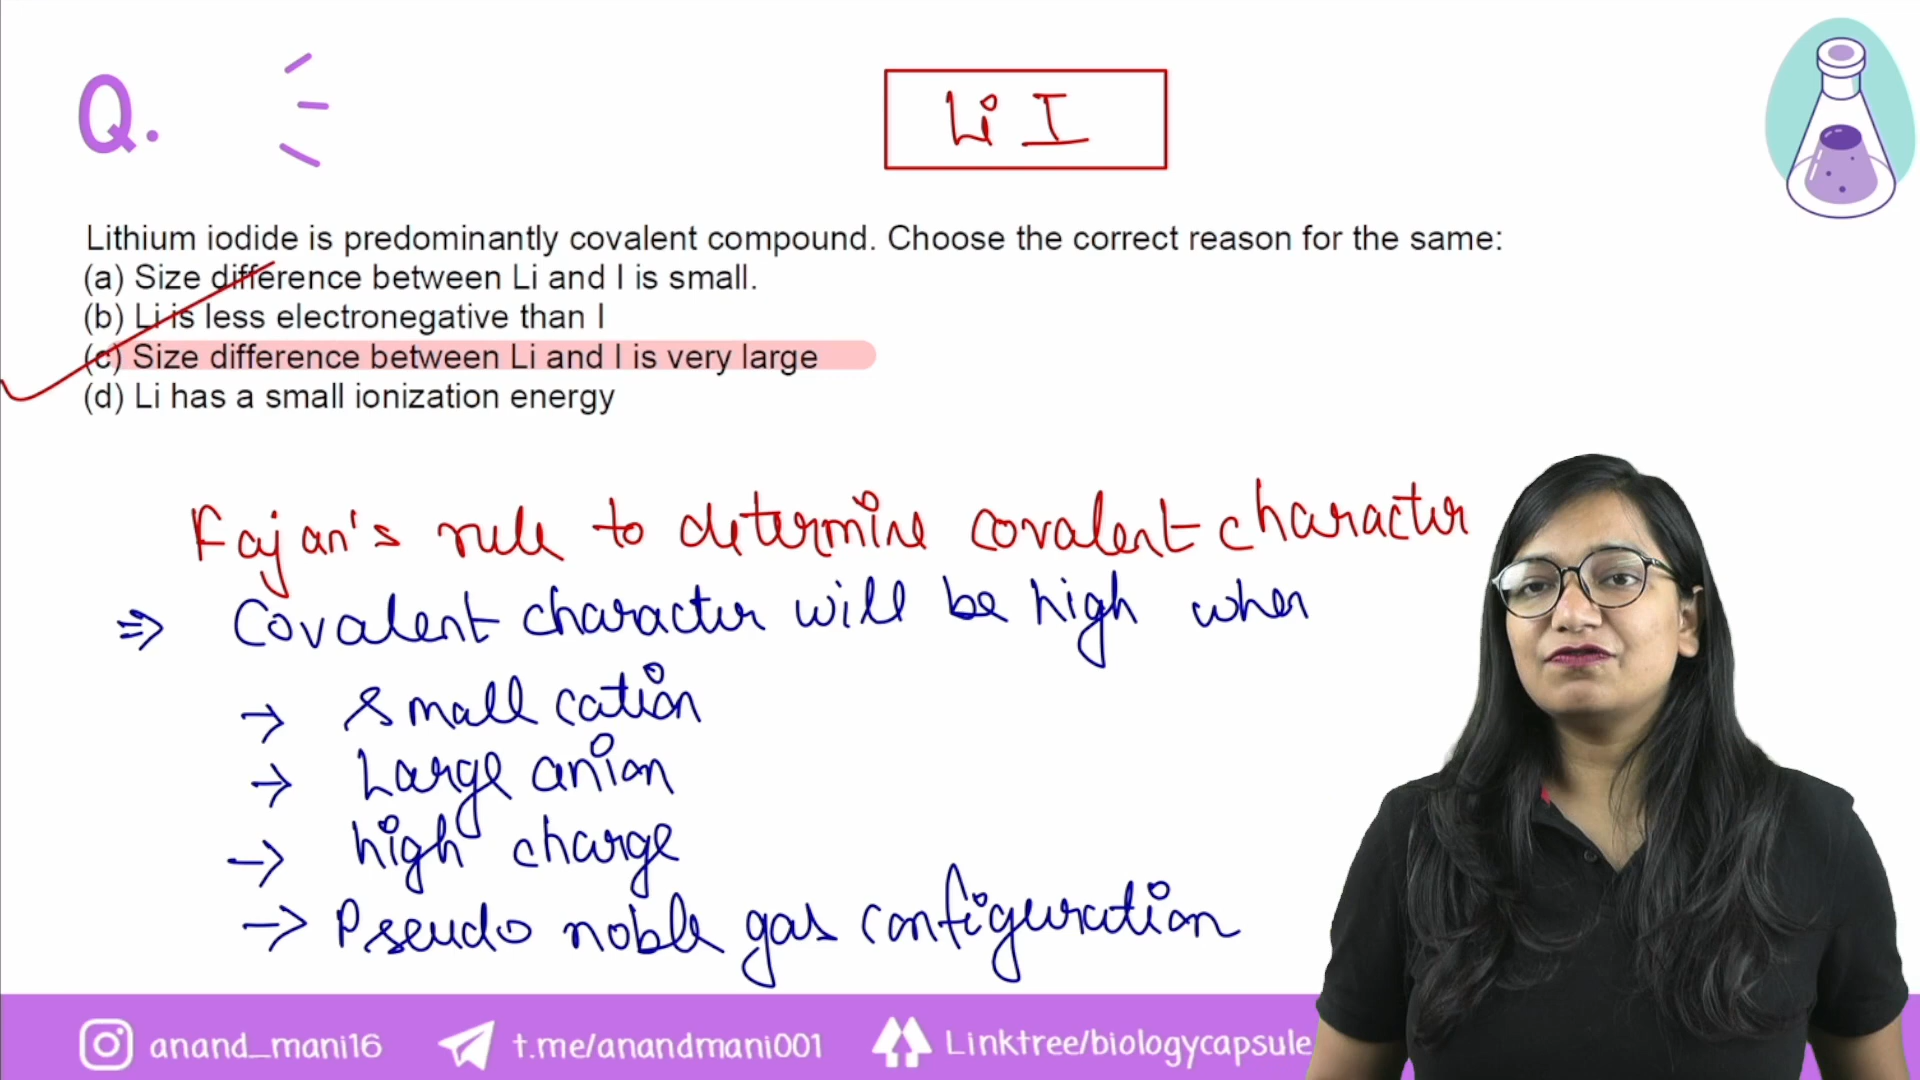 Q.
Li I
Lithium iodide is predominantly covalent compound. Choose the correct reason for the same:
(a) Size difference between Li and I is small.
(b) Li is less electronegative than I
(c) Size difference between Li and I is very large
(d) Li has a small ionization energy
Fajan's rule to determine covalent character
⇒ Covalent character will be high when
→ Small cation
→ Large anion
→ high charge
→ Pseudo noble gas configuration
anand_mani16 t.me/anandmani001 Linktree/biologycapsule